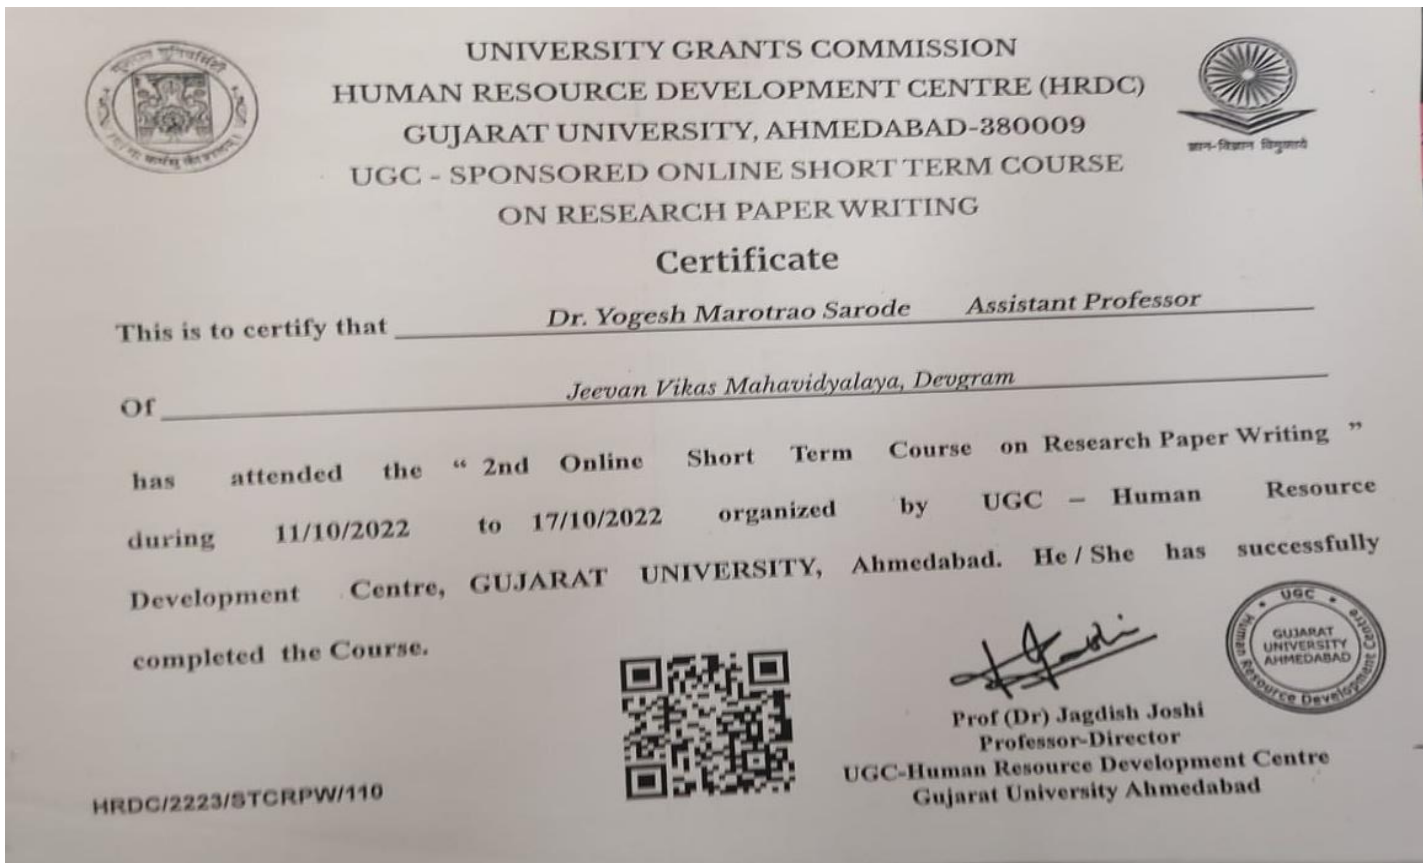 UNIVERSITY GRANTS COMMISSION
HUMAN RESOURCE DEVELOPMENT CENTRE (HRDC)
GUJARAT UNIVERSITY, AHMEDABAD-380009
UGC - SPONSORED ONLINE SHORT TERM COURSE
ON RESEARCH PAPER WRITING
ज्ञान-विज्ञान विमुक्तये
Certificate
This is to certify that Dr. Yogesh Marotrao Sarode Assistant Professor
Of Jeevan Vikas Mahavidyalaya, Devgram
has attended the “ 2nd Online Short Term Course on Research Paper Writing ”
during 11/10/2022 to 17/10/2022 organized by UGC – Human Resource
Development Centre, GUJARAT UNIVERSITY, Ahmedabad. He / She has successfully
completed the Course.
UGC
Human Resource Development Centre
GUJARAT
UNIVERSITY
AHMEDABAD
Prof (Dr) Jagdish Joshi
Professor-Director
UGC-Human Resource Development Centre
Gujarat University Ahmedabad
HRDC/2223/STCRPW/110